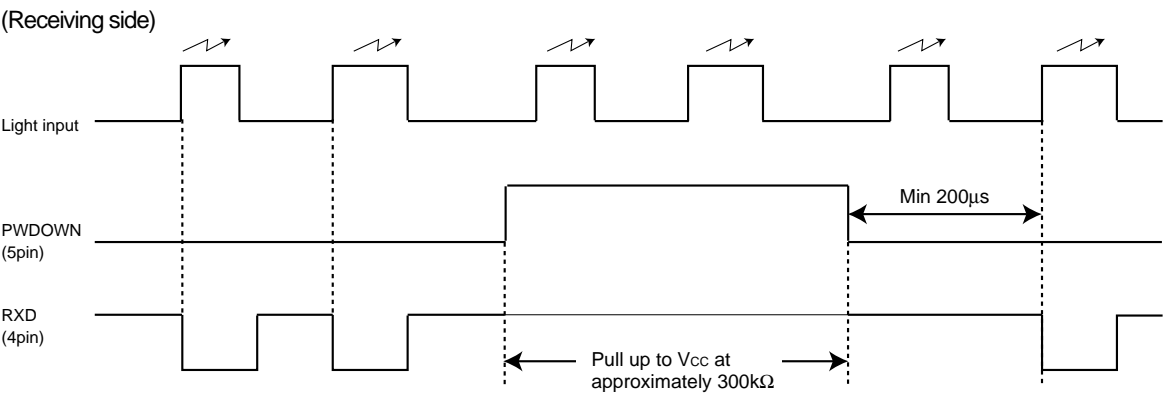 (Receiving side)
Light input
Min 200μs
PWDOWN
(5pin)
RXD
(4pin)
Pull up to Vcc at
approximately 300kΩ